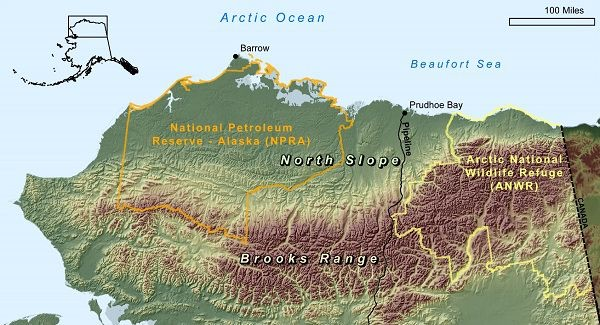 Arctic Ocean
100 Miles
Barrow
Beaufort Sea
Prudhoe Bay
National Petroleum
Reserve - Alaska (NPRA)
Pipeline
North Slope
Arctic National
Wildlife Refuge
(ANWR)
CANADA
Brooks Range